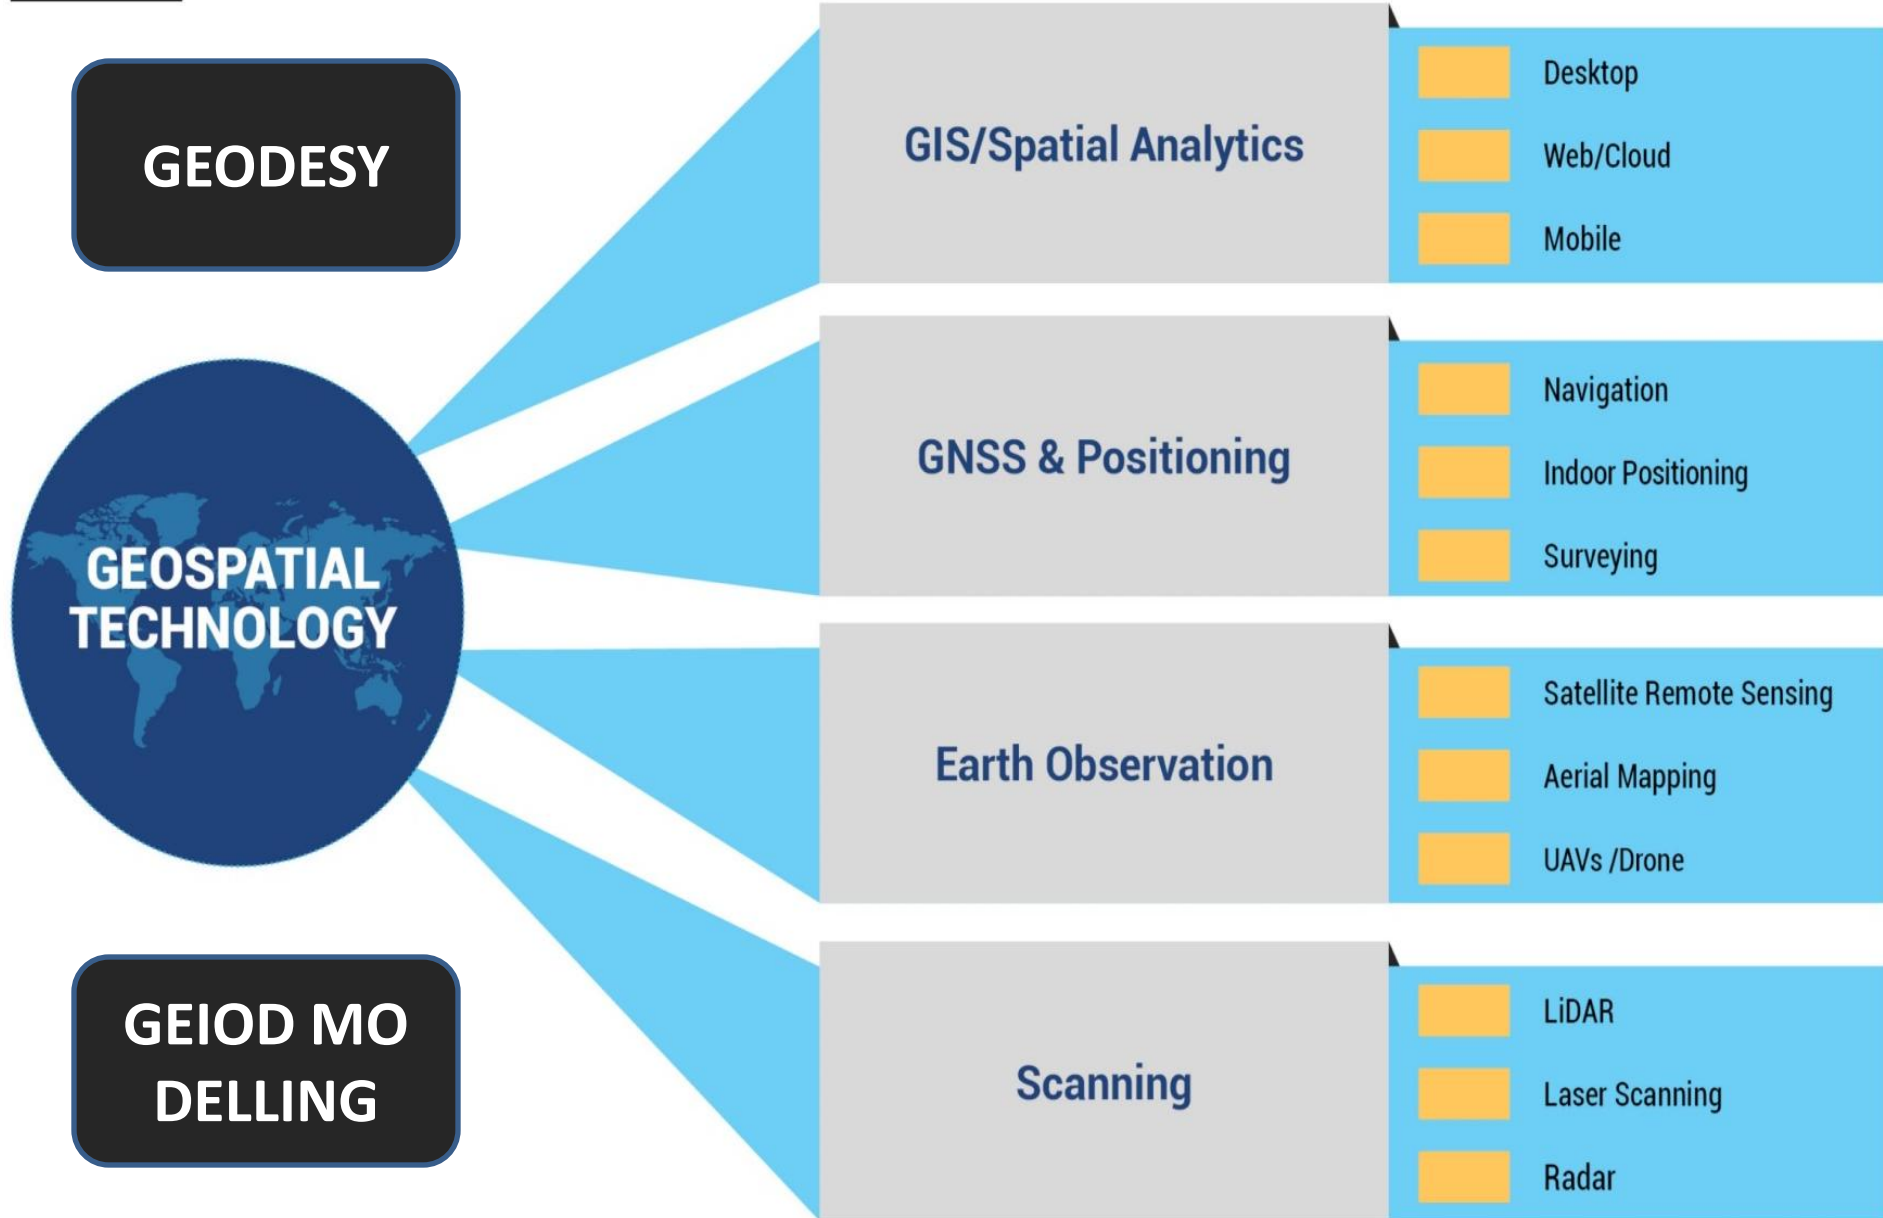 GEODESY
GEOSPATIAL
TECHNOLOGY
GEIOD MO
DELLING
GIS/Spatial Analytics
Desktop
Web/Cloud
Mobile
GNSS & Positioning
Navigation
Indoor Positioning
Surveying
Earth Observation
Satellite Remote Sensing
Aerial Mapping
UAVs /Drone
Scanning
LiDAR
Laser Scanning
Radar